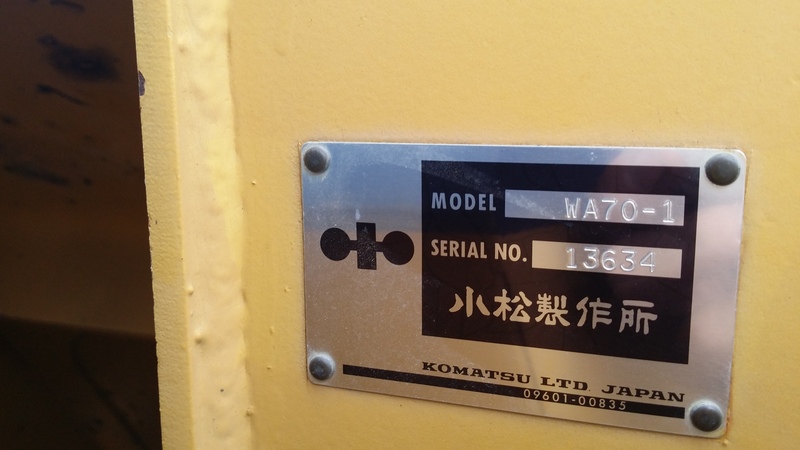 MODEL WA70-1
SERIAL NO. 13634
小松製作所
KOMATSU LTD. JAPAN
09601-00835